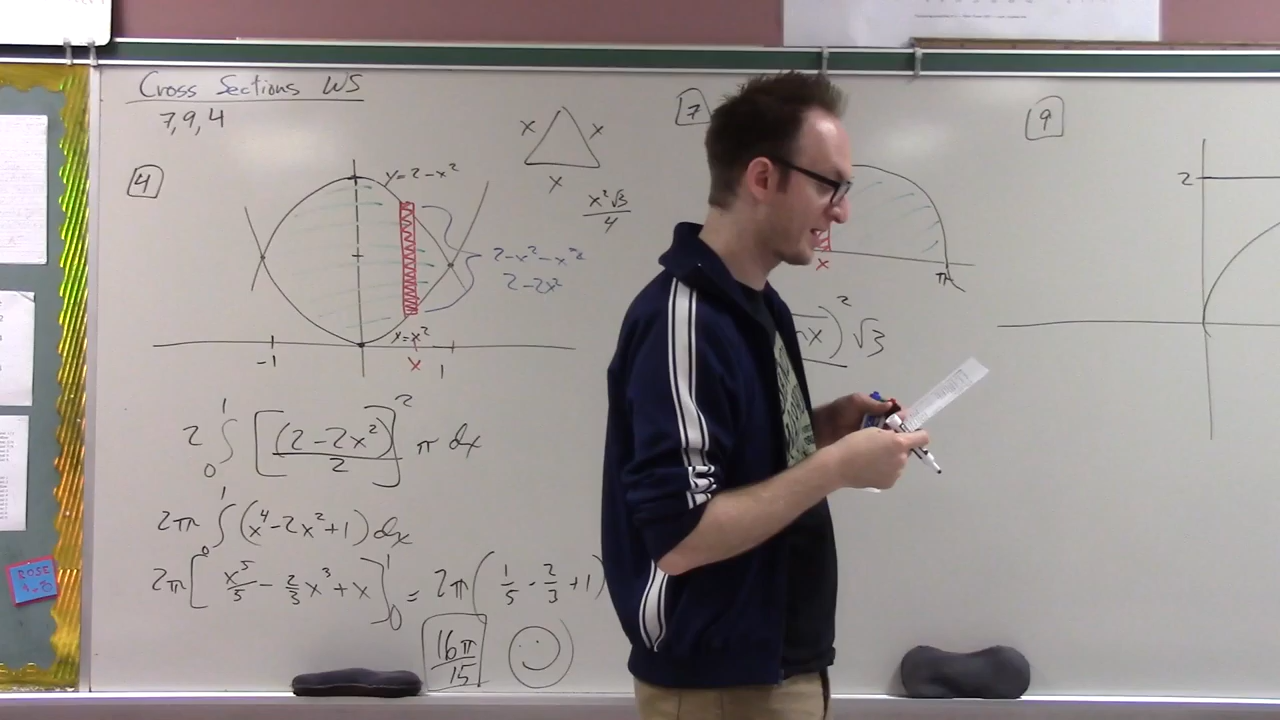 Cross Sections WS
7, 9, 4
4
y = 2 - x²
2 - x² - x²
2 - 2x²
y = x²
-1
x
1
x x
x
x²√3
4
2 ∫₀¹ [(2 - 2x²)/2]² π dx
2π ∫₀¹ (x⁴ - 2x² + 1) dx
2π [x⁵/5 - 2/3 x³ + x]₀¹ = 2π (1/5 - 2/3 + 1)
16π
15
7
x
π
x)² √3
9
2
ROSE